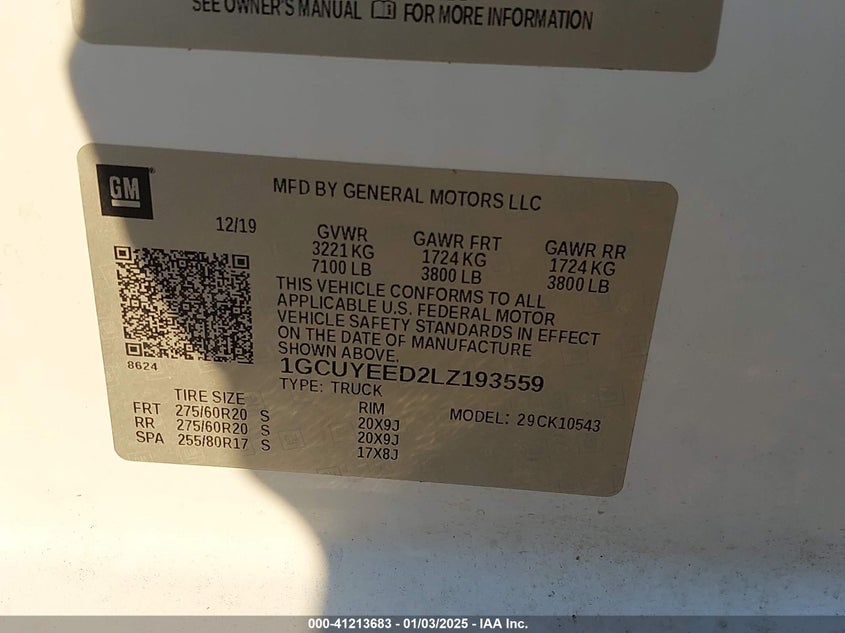 SEE OWNER'S MANUAL FOR MORE INFORMATION
GM
MFD BY GENERAL MOTORS LLC
12/19
GVWR GAWR FRT GAWR RR
3221 KG 1724 KG 1724 KG
7100 LB 3800 LB 3800 LB
THIS VEHICLE CONFORMS TO ALL
APPLICABLE U.S. FEDERAL MOTOR
VEHICLE SAFETY STANDARDS IN EFFECT
ON THE DATE OF MANUFACTURE
SHOWN ABOVE.
8624
1GCUYEED2LZ193559
TYPE: TRUCK
TIRE SIZE RIM MODEL: 29CK10543
FRT 275/60R20 S 20X9J
RR 275/60R20 S 20X9J
SPA 255/80R17 S 17X8J
000-41213683 - 01/03/2025 - IAA Inc.